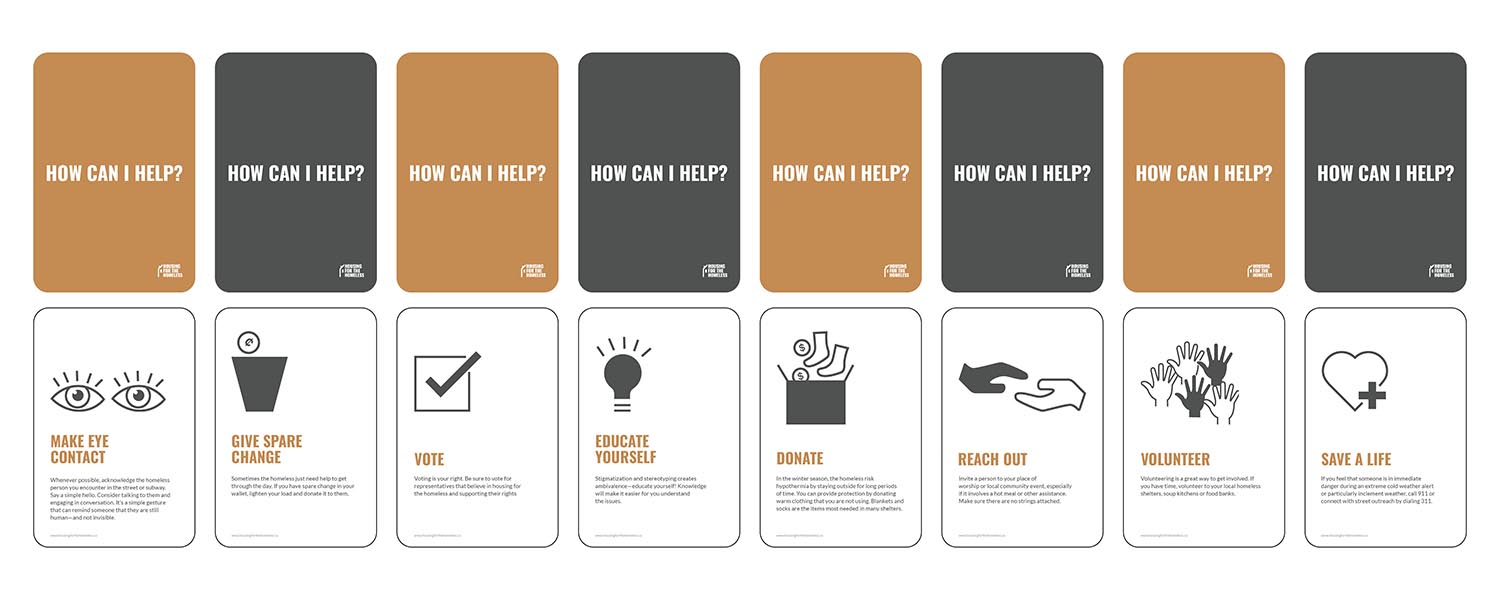 HOW CAN I HELP?
HOUSING
FOR THE
HOMELESS
HOW CAN I HELP?
HOUSING
FOR THE
HOMELESS
HOW CAN I HELP?
HOUSING
FOR THE
HOMELESS
HOW CAN I HELP?
HOUSING
FOR THE
HOMELESS
HOW CAN I HELP?
HOUSING
FOR THE
HOMELESS
HOW CAN I HELP?
HOUSING
FOR THE
HOMELESS
HOW CAN I HELP?
HOUSING
FOR THE
HOMELESS
HOW CAN I HELP?
HOUSING
FOR THE
HOMELESS
MAKE EYE
CONTACT
Whenever possible, acknowledge the homeless
person you encounter in the street or subway.
Say a simple hello. Consider talking to them and
engaging in conversation. It's a simple gesture
that can remind someone that they are still
human—and not invisible.
GIVE SPARE
CHANGE
Sometimes the homeless just need help to get
through the day. If you have spare change in your
wallet, lighten your load and donate it to them.
VOTE
Voting is your right. Be sure to vote for
representatives that believe in housing for
the homeless and supporting their rights
EDUCATE
YOURSELF
Stigmatization and stereotyping creates
ambivalence—educate yourself! Knowledge
will make it easier for you understand
the issues.
$
$
DONATE
In the winter season, the homeless risk
hypothermia by staying outside for long periods
of time. You can provide protection by donating
warm clothing that you are not using. Blankets and
socks are the items most needed in many shelters.
REACH OUT
Invite a person to your place of
worship or local community event, especially
if it involves a hot meal or other assistance.
Make sure there are no strings attached.
VOLUNTEER
Volunteering is a great way to get involved. If
you have time, volunteer to your local homeless
shelters, soup kitchens or food banks.
SAVE A LIFE
If you feel that someone is in immediate
danger during an extreme cold weather alert
or particularly inclement weather, call 911 or
connect with street outreach by dialing 311.